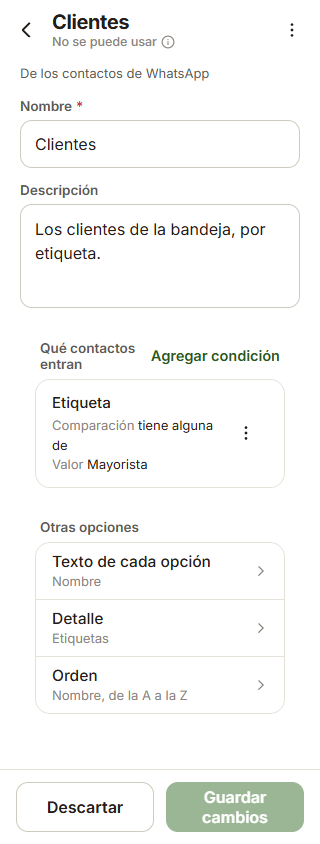 Clientes
No se puede usar
De los contactos de WhatsApp
Nombre *
Clientes
Descripción
Los clientes de la bandeja, por
etiqueta.
Qué contactos
entran
Agregar condición
Etiqueta
Comparación tiene alguna
de
Valor Mayorista
Otras opciones
Texto de cada opción
Nombre
Detalle
Etiquetas
Orden
Nombre, de la A a la Z
Descartar
Guardar
cambios